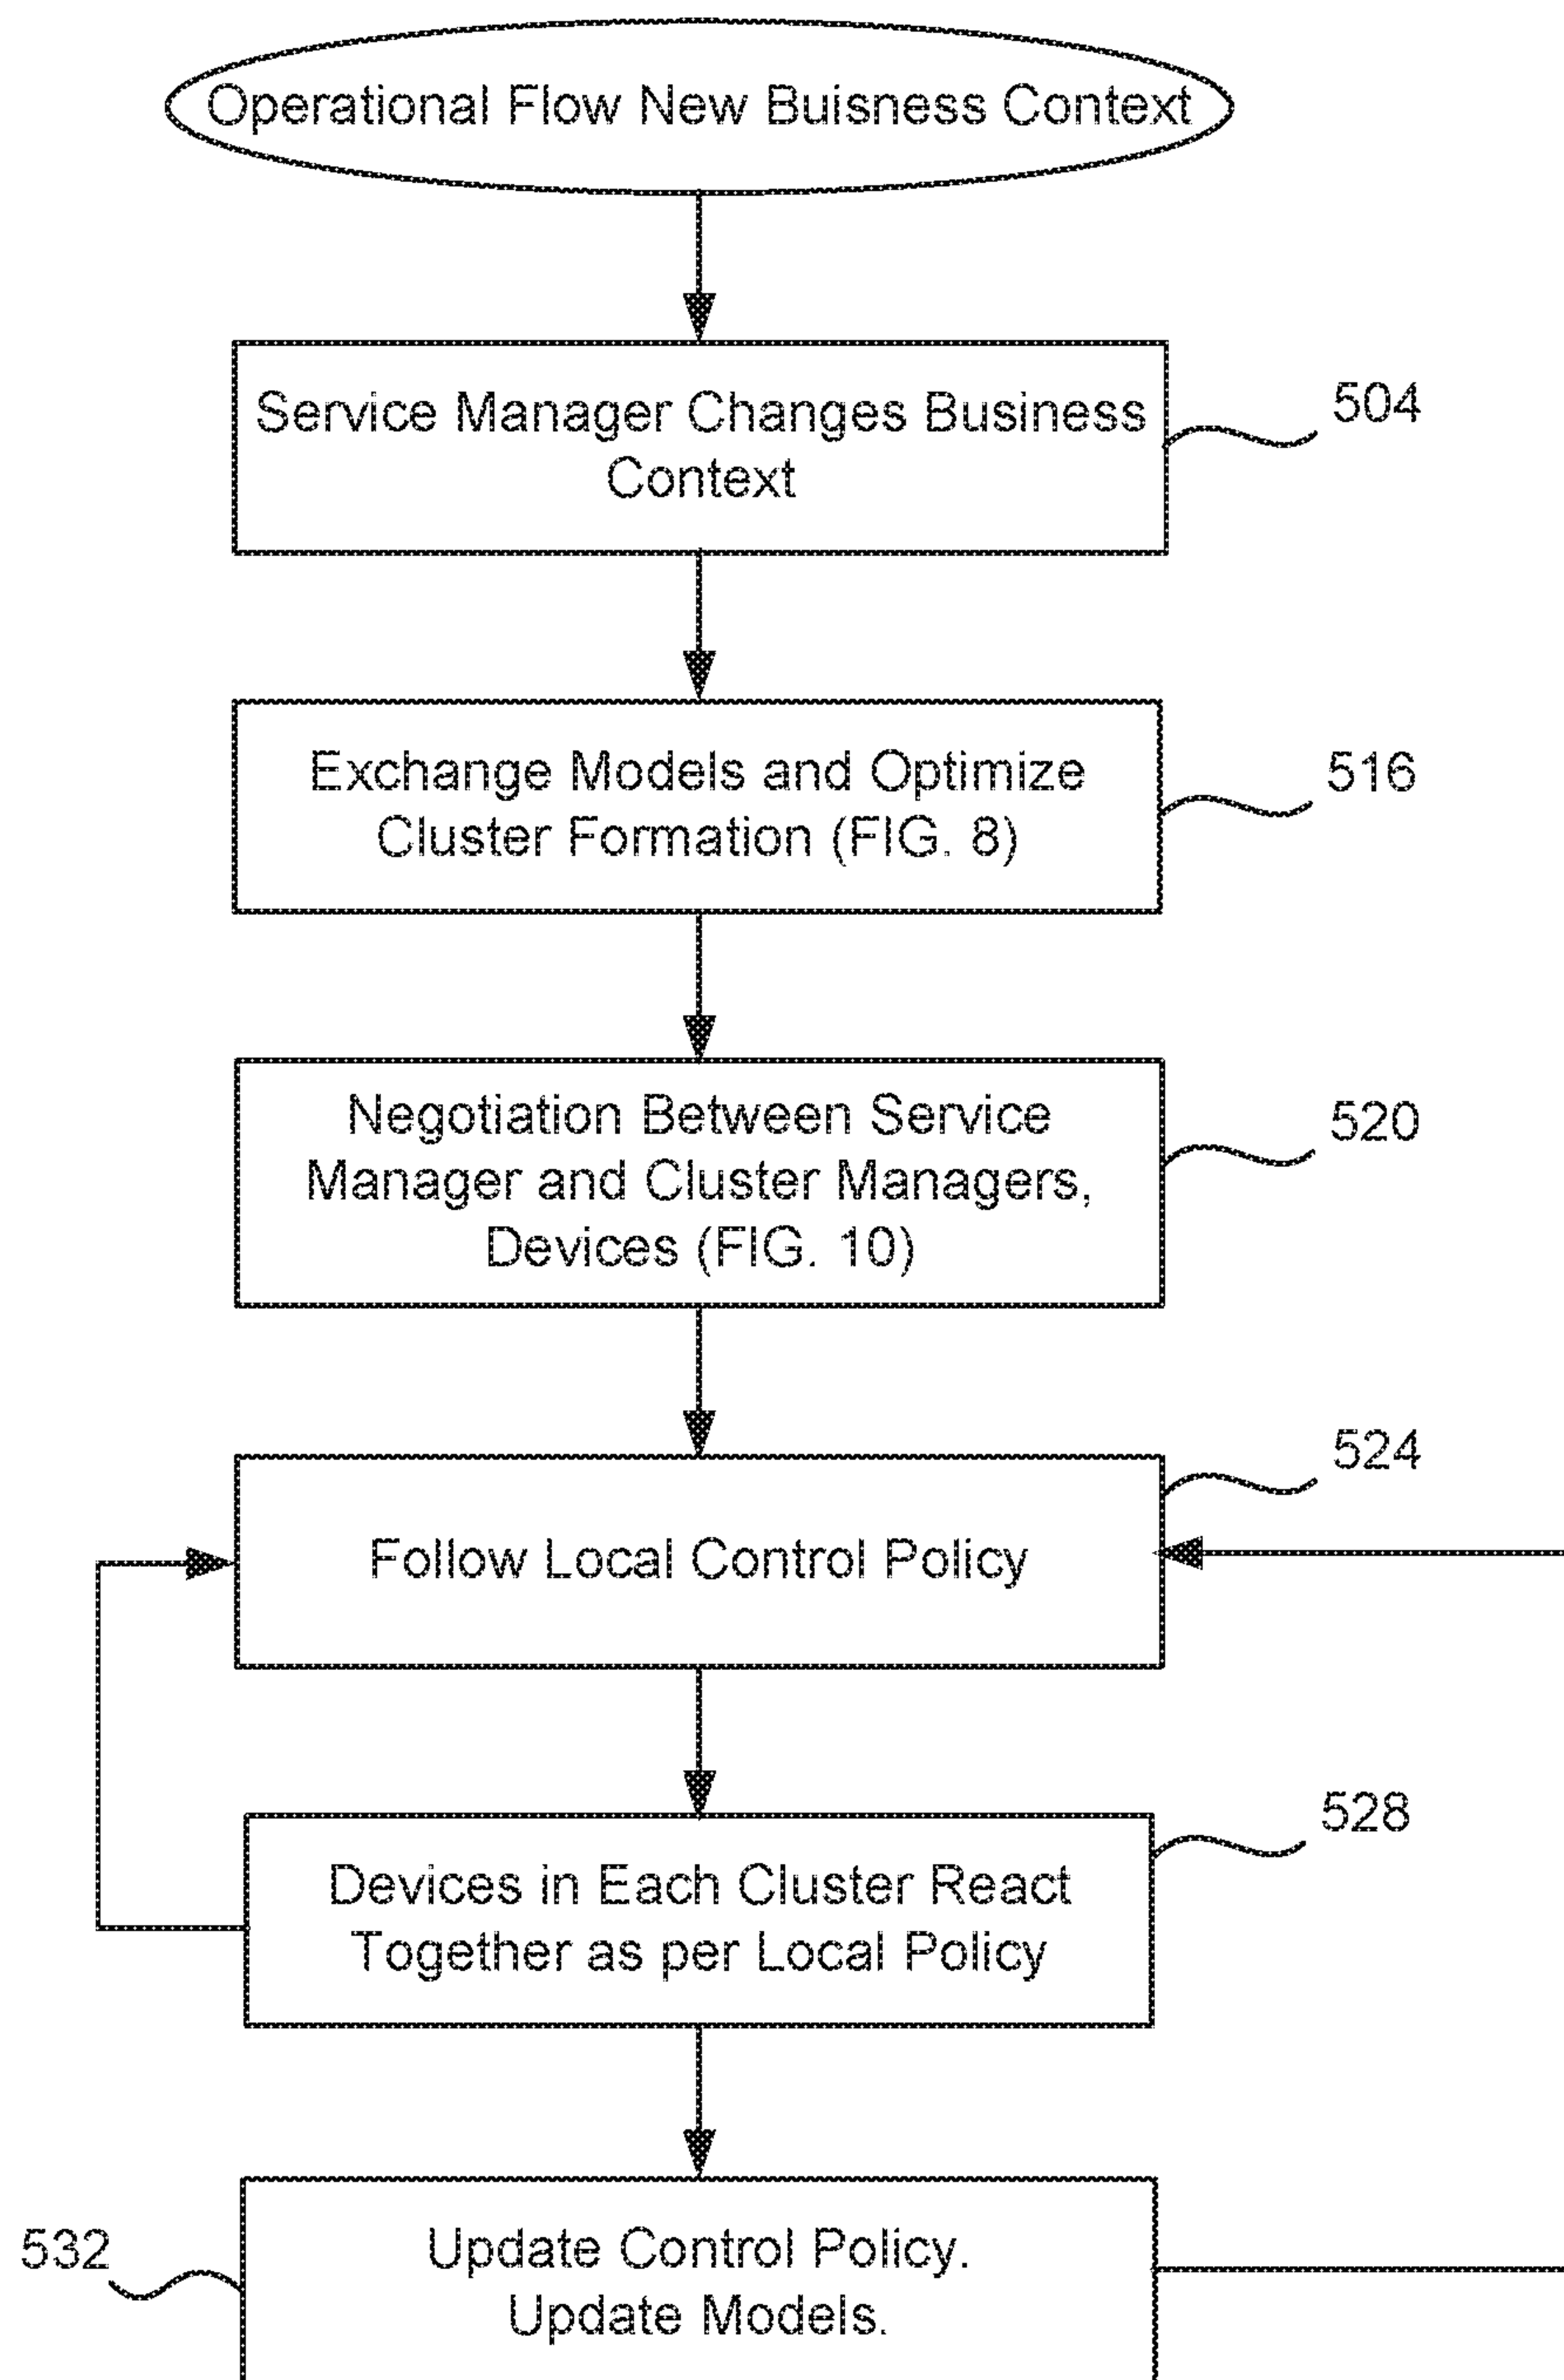 Operational Flow New Buisness Context
Service Manager Changes Business
Context
504
Exchange Models and Optimize
Cluster Formation (FIG. 8)
516
Negotiation Between Service
Manager and Cluster Managers,
Devices (FIG. 10)
520
Follow Local Control Policy
524
Devices in Each Cluster React
Together as per Local Policy
528
532
Update Control Policy.
Update Models.